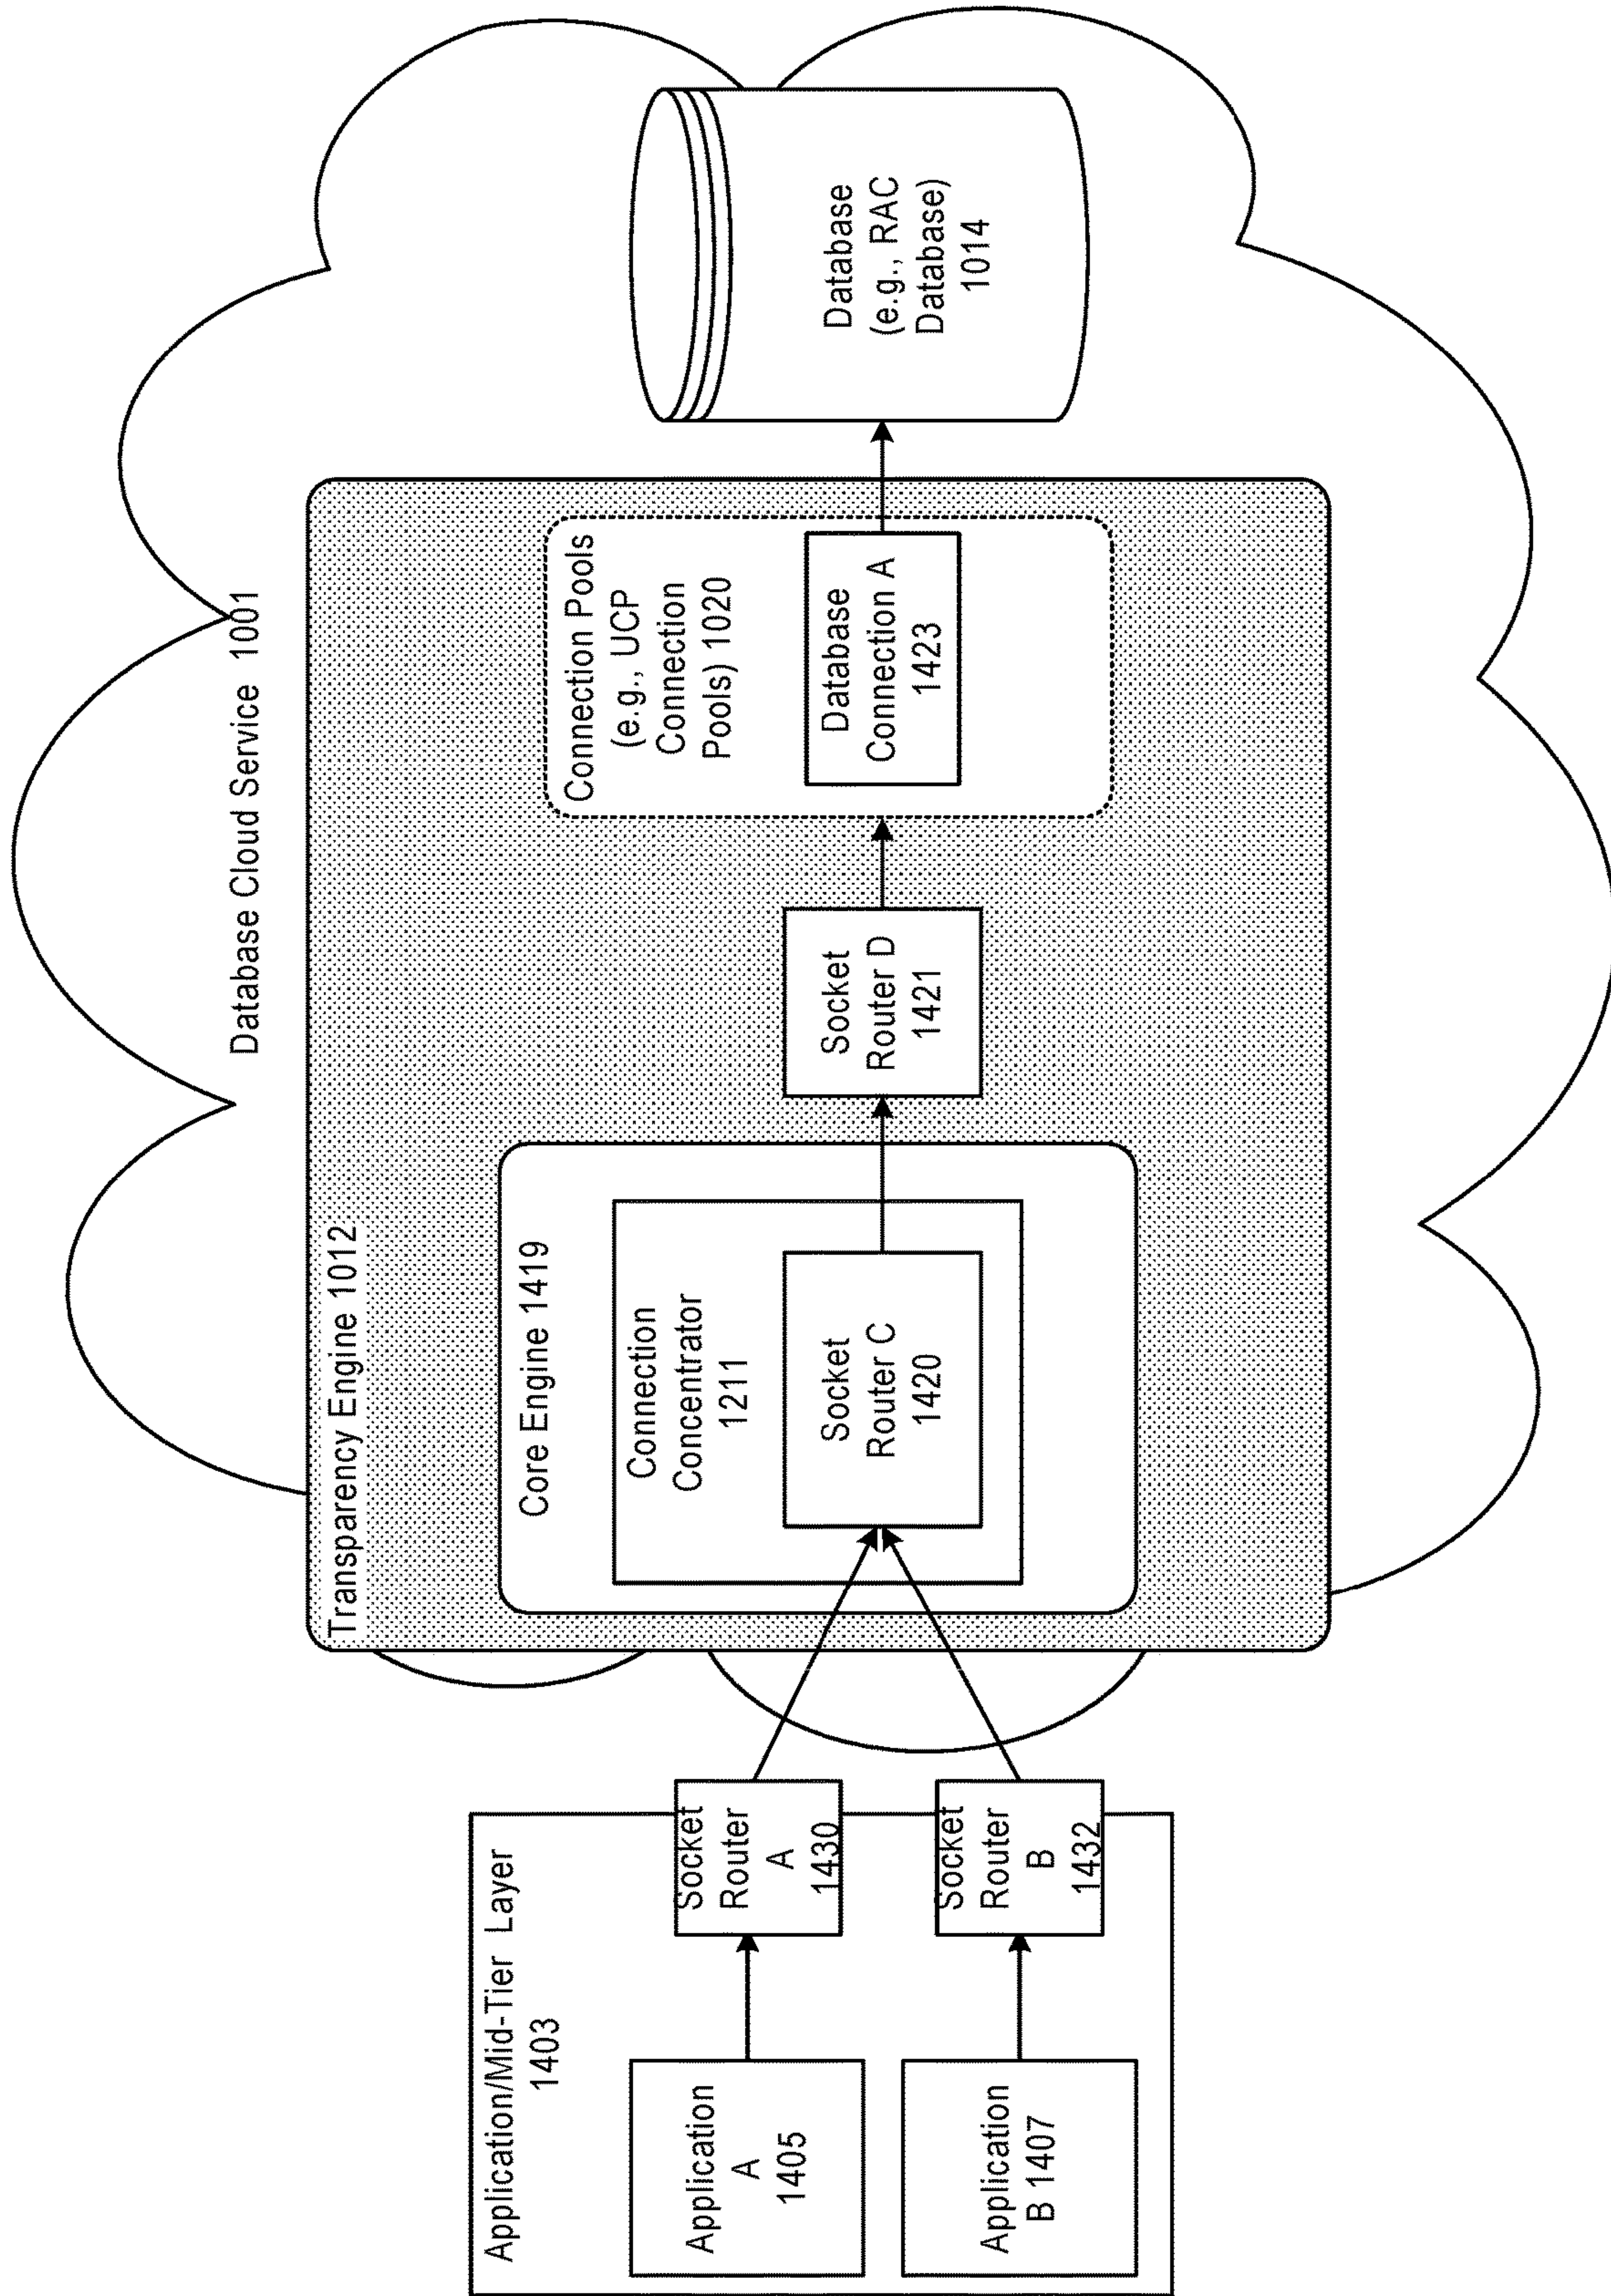 Database Cloud Service 1001
Application/Mid-Tier Layer
1403
Application
A
1405
Application
B 1407
Socket
Router
A
1430
Socket
Router
B
1432
Transparency Engine 1012
Core Engine 1419
Connection
Concentrator
1211
Socket
Router C
1420
Socket
Router D
1421
Connection Pools
(e.g., UCP
Connection
Pools) 1020
Database
Connection A
1423
Database
(e.g., RAC
Database)
1014